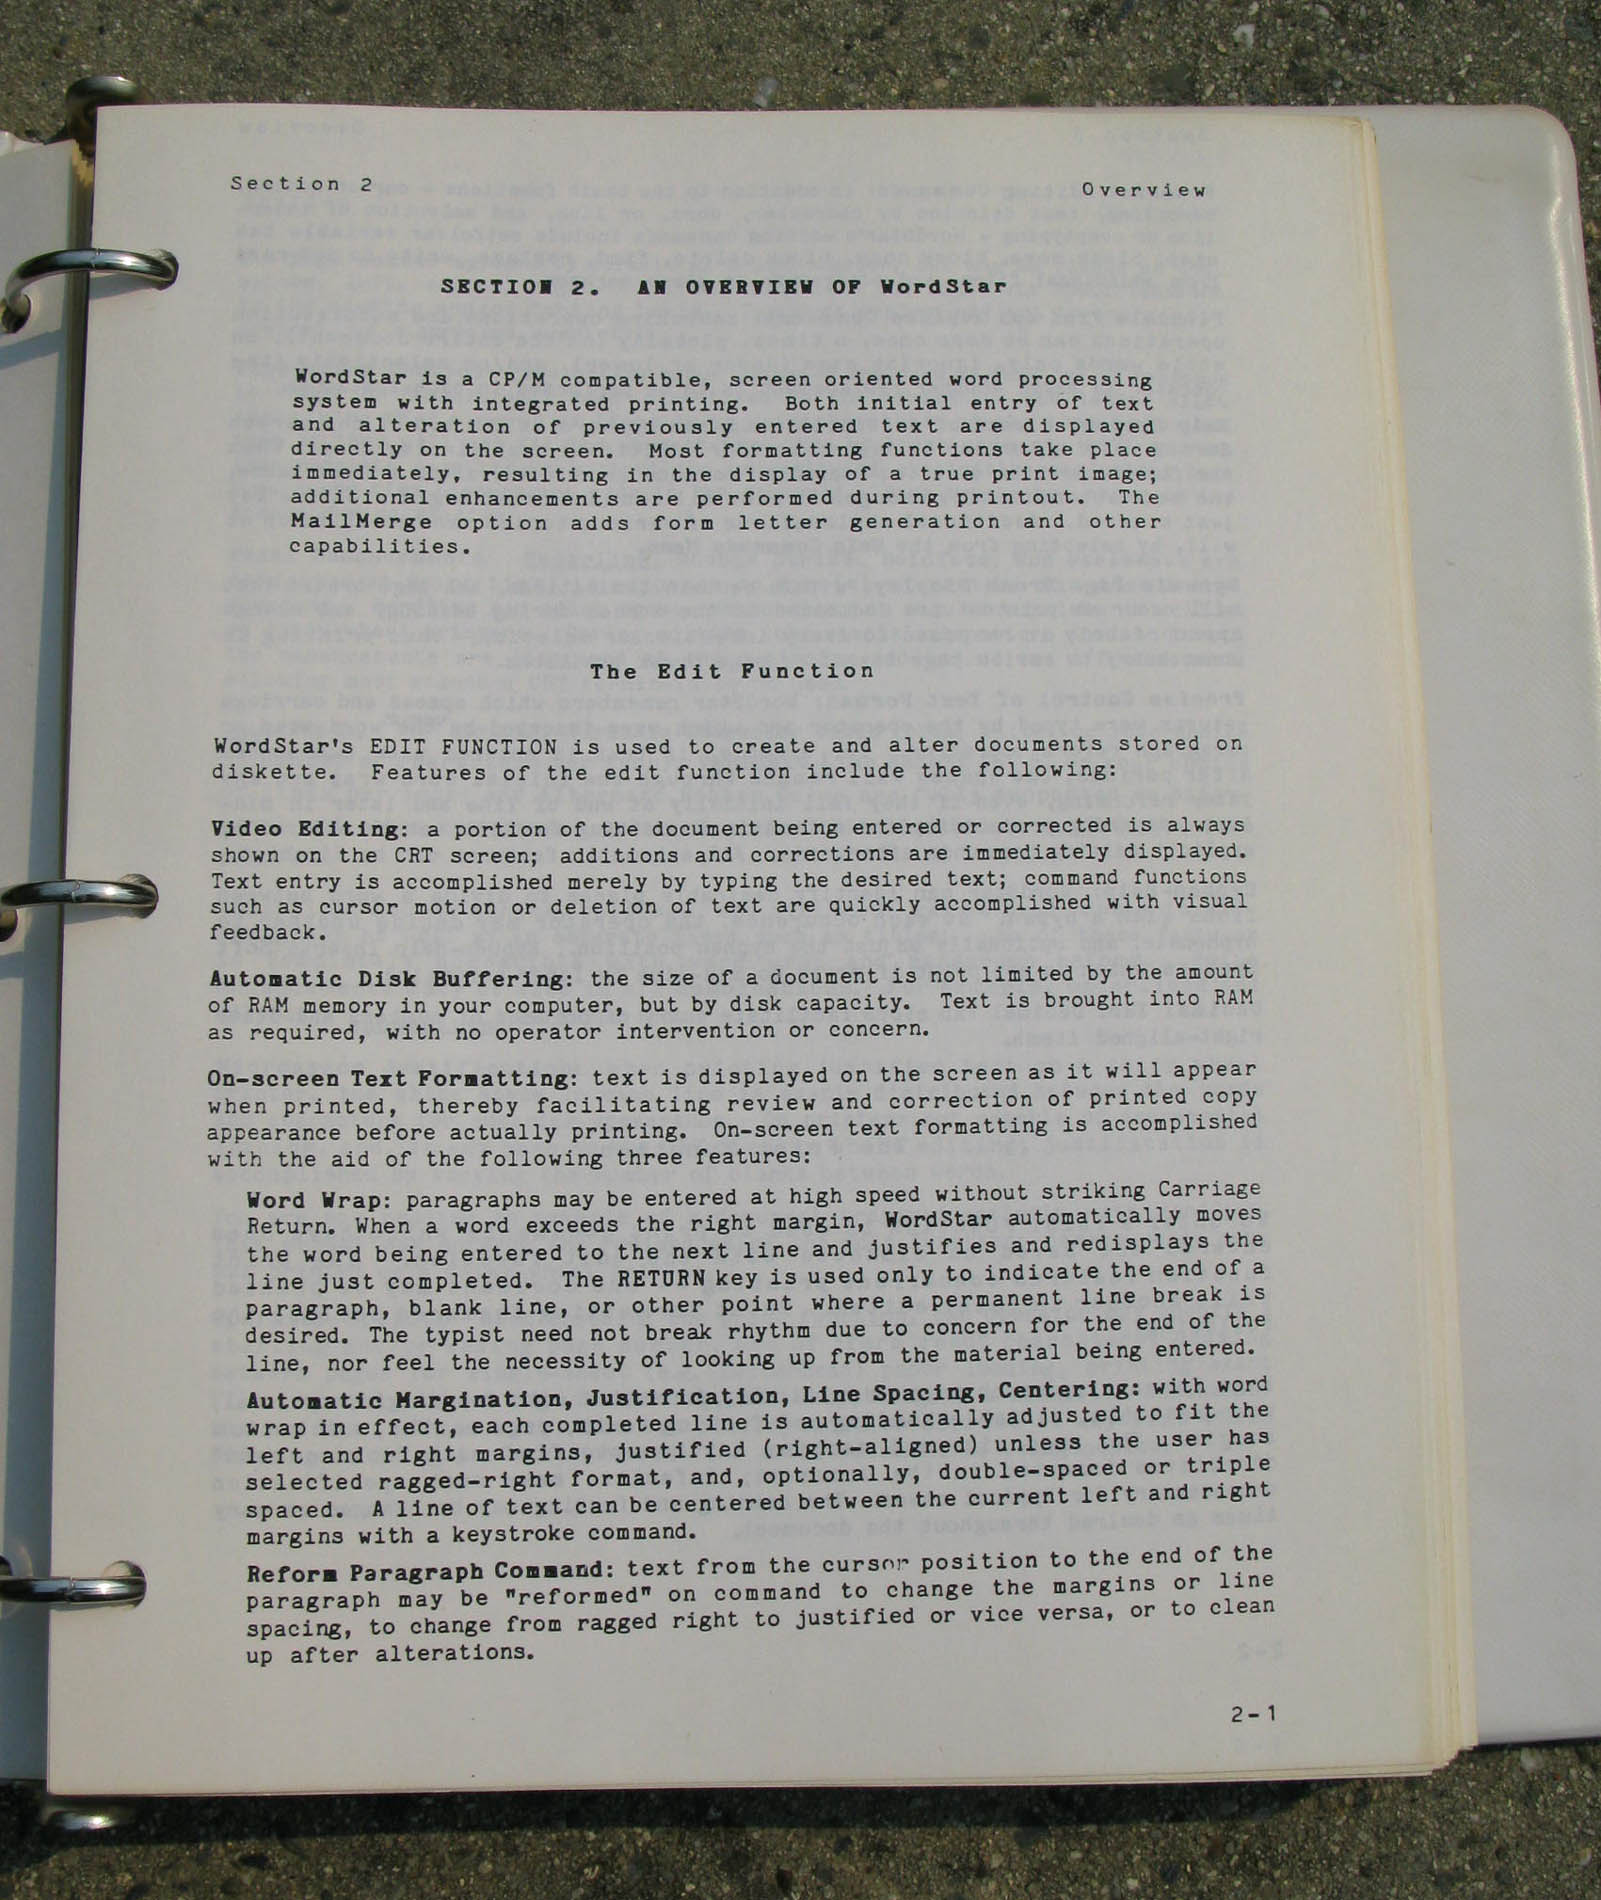 Section 2
Overview
SECTION 2. AN OVERVIEW OF WordStar
WordStar is a CP/M compatible, screen oriented word processing
system with integrated printing. Both initial entry of text
and alteration of previously entered text are displayed
directly on the screen. Most formatting functions take place
immediately, resulting in the display of a true print image;
additional enhancements are performed during printout. The
MailMerge option adds form letter generation and other
capabilities.
The Edit Function
WordStar's EDIT FUNCTION is used to create and alter documents stored on
diskette. Features of the edit function include the following:
Video Editing: a portion of the document being entered or corrected is always
shown on the CRT screen; additions and corrections are immediately displayed.
Text entry is accomplished merely by typing the desired text; command functions
such as cursor motion or deletion of text are quickly accomplished with visual
feedback.
Automatic Disk Buffering: the size of a document is not limited by the amount
of RAM memory in your computer, but by disk capacity. Text is brought into RAM
as required, with no operator intervention or concern.
On-screen Text Formatting: text is displayed on the screen as it will appear
when printed, thereby facilitating review and correction of printed copy
appearance before actually printing. On-screen text formatting is accomplished
with the aid of the following three features:
Word Wrap: paragraphs may be entered at high speed without striking Carriage
Return. When a word exceeds the right margin, WordStar automatically moves
the word being entered to the next line and justifies and redisplays the
line just completed. The RETURN key is used only to indicate the end of a
paragraph, blank line, or other point where a permanent line break is
desired. The typist need not break rhythm due to concern for the end of the
line, nor feel the necessity of looking up from the material being entered.
Automatic Margination, Justification, Line Spacing, Centering: with word
wrap in effect, each completed line is automatically adjusted to fit the
left and right margins, justified (right-aligned) unless the user has
selected ragged-right format, and, optionally, double-spaced or triple
spaced. A line of text can be centered between the current left and right
margins with a keystroke command.
Reform Paragraph Command: text from the cursor position to the end of the
paragraph may be "reformed" on command to change the margins or line
spacing, to change from ragged right to justified or vice versa, or to clean
up after alterations.
2-1